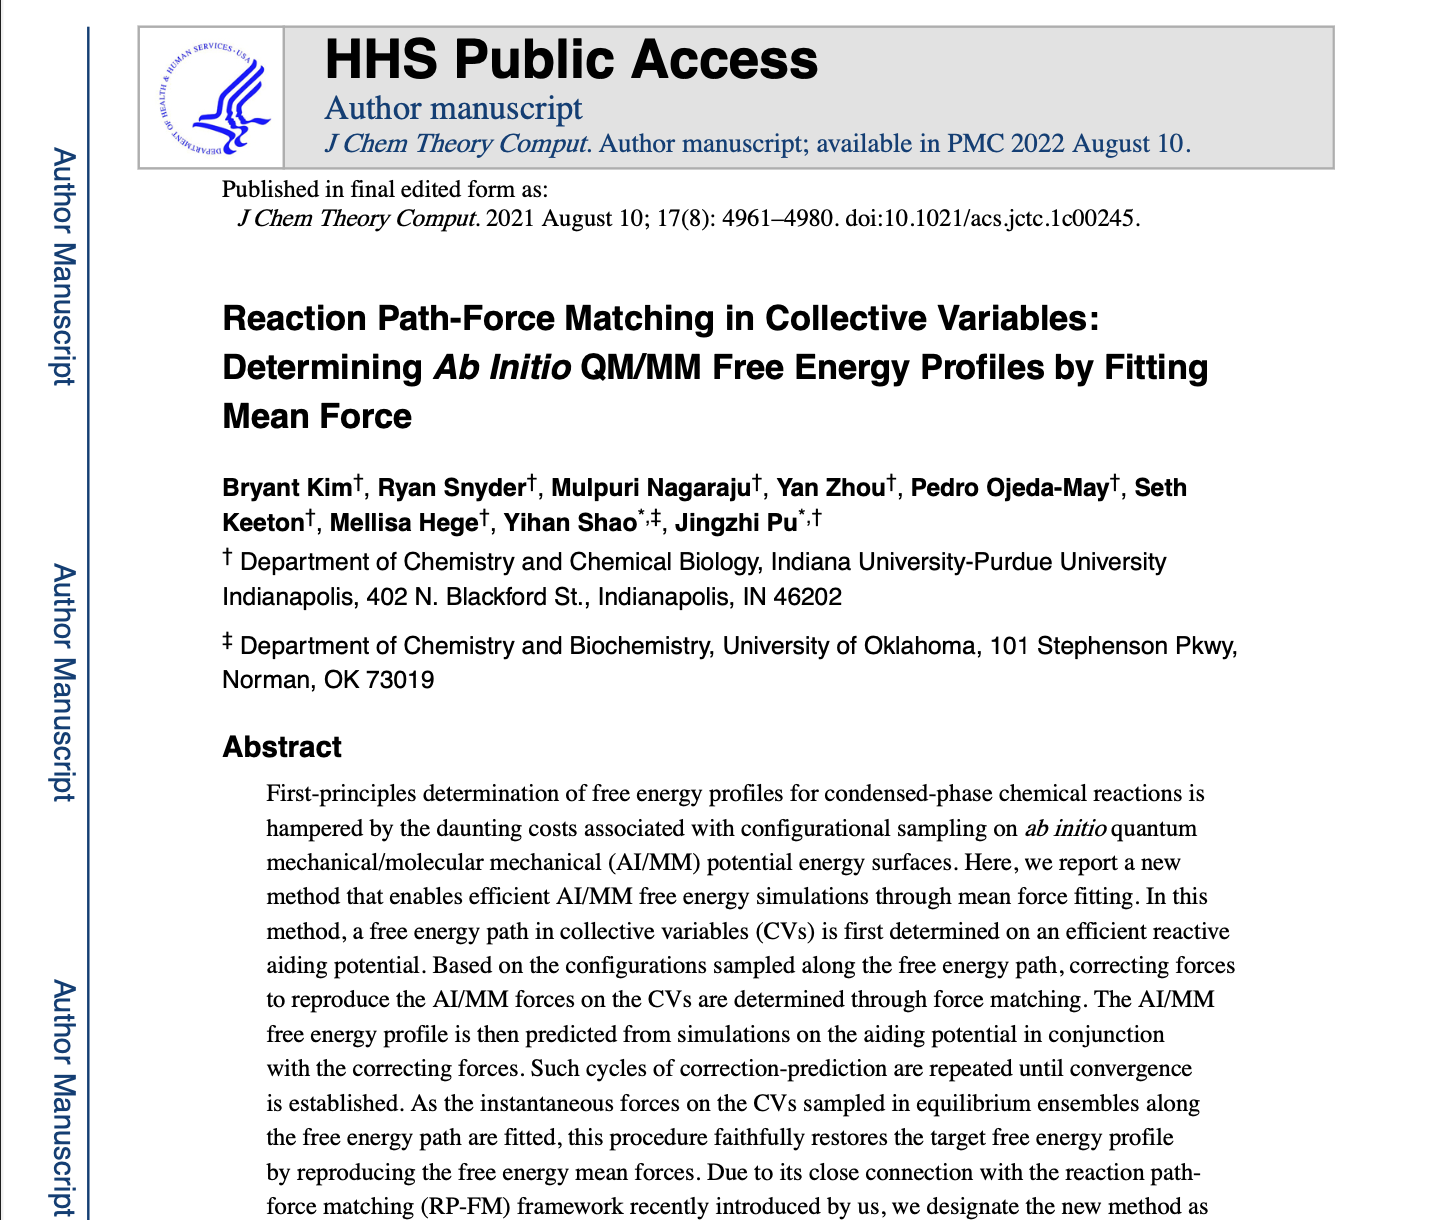 DEPARTMENT OF HEALTH & HUMAN SERVICES · USA
HHS Public Access
Author manuscript
J Chem Theory Comput. Author manuscript; available in PMC 2022 August 10.
Published in final edited form as:
J Chem Theory Comput. 2021 August 10; 17(8): 4961–4980. doi:10.1021/acs.jctc.1c00245.
Reaction Path-Force Matching in Collective Variables:
Determining Ab Initio QM/MM Free Energy Profiles by Fitting
Mean Force
Bryant Kim†, Ryan Snyder†, Mulpuri Nagaraju†, Yan Zhou†, Pedro Ojeda-May†, Seth
Keeton†, Mellisa Hege†, Yihan Shao*,‡, Jingzhi Pu*,†
† Department of Chemistry and Chemical Biology, Indiana University-Purdue University
Indianapolis, 402 N. Blackford St., Indianapolis, IN 46202
‡ Department of Chemistry and Biochemistry, University of Oklahoma, 101 Stephenson Pkwy,
Norman, OK 73019
Abstract
First-principles determination of free energy profiles for condensed-phase chemical reactions is
hampered by the daunting costs associated with configurational sampling on ab initio quantum
mechanical/molecular mechanical (AI/MM) potential energy surfaces. Here, we report a new
method that enables efficient AI/MM free energy simulations through mean force fitting. In this
method, a free energy path in collective variables (CVs) is first determined on an efficient reactive
aiding potential. Based on the configurations sampled along the free energy path, correcting forces
to reproduce the AI/MM forces on the CVs are determined through force matching. The AI/MM
free energy profile is then predicted from simulations on the aiding potential in conjunction
with the correcting forces. Such cycles of correction-prediction are repeated until convergence
is established. As the instantaneous forces on the CVs sampled in equilibrium ensembles along
the free energy path are fitted, this procedure faithfully restores the target free energy profile
by reproducing the free energy mean forces. Due to its close connection with the reaction path-
force matching (RP-FM) framework recently introduced by us, we designate the new method as
Author Manuscript
Author Manuscript
Author Manuscript